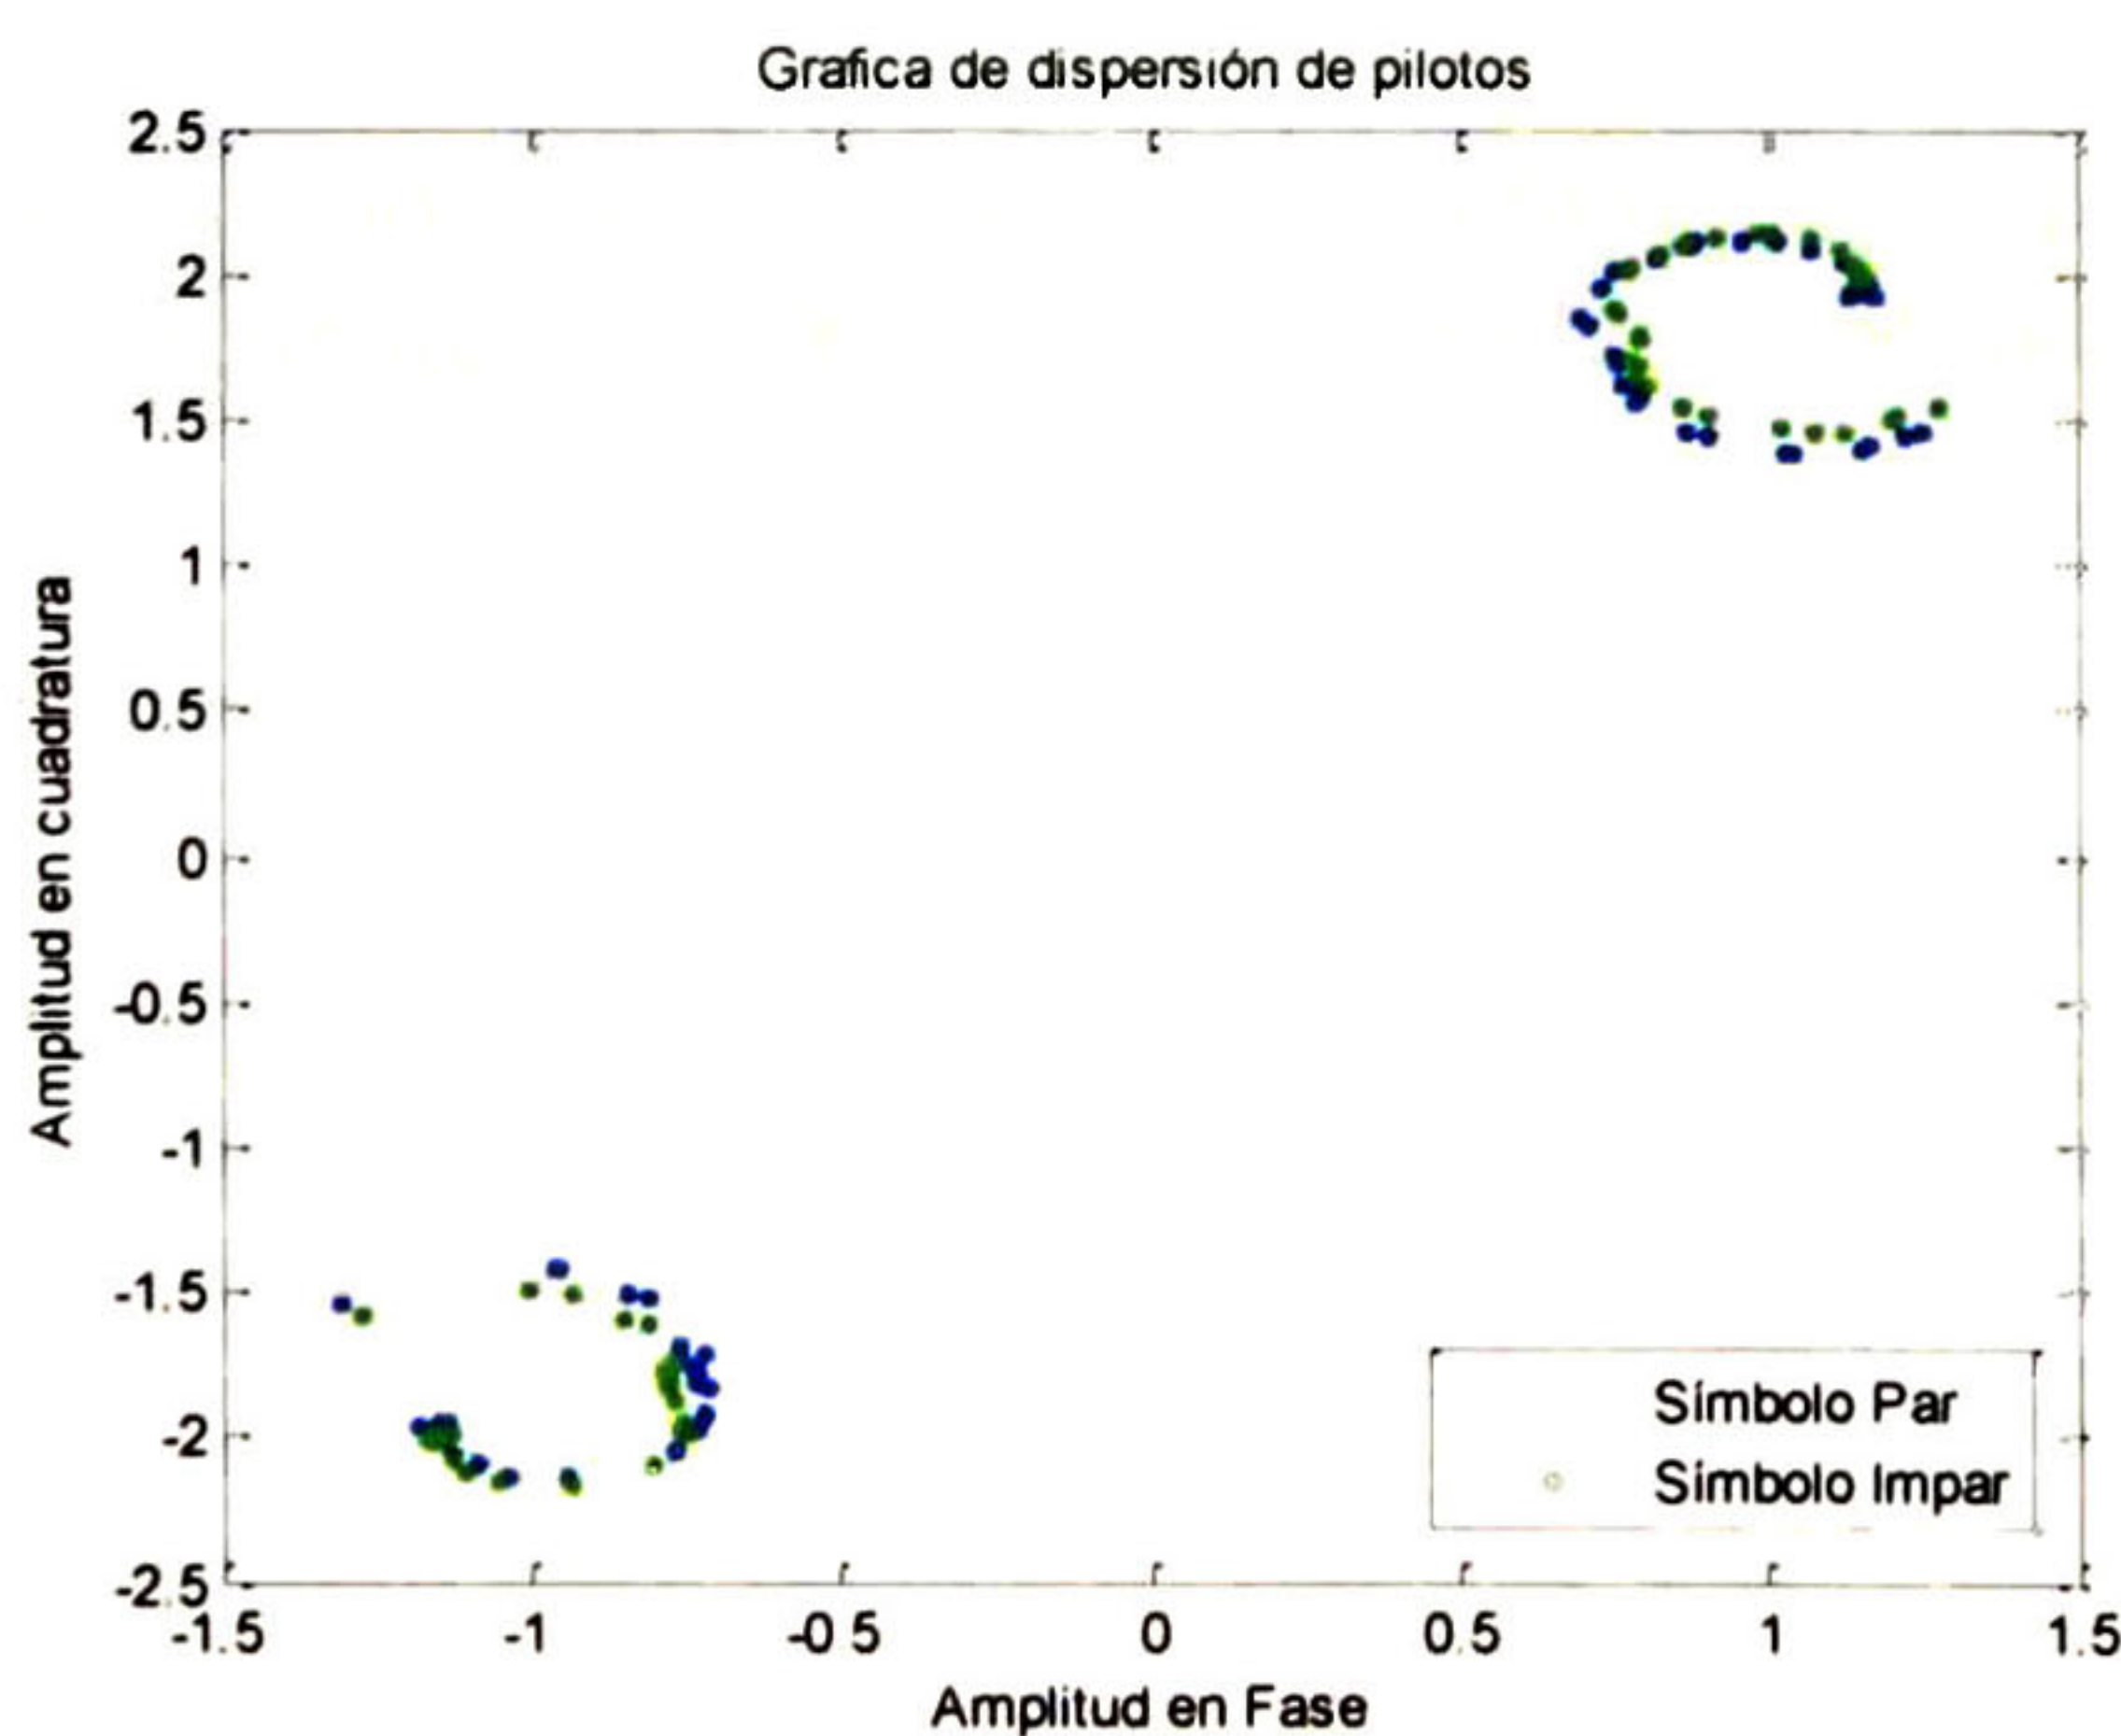 Grafica de dispersión de pilotos
2.5
2
1.5
1
0.5
0
-0.5
-1
-1.5
-2
-2.5
Amplitud en cuadratura
Símbolo Par
Símbolo Impar
-1.5 -1 -0 5 0 0.5 1 1.5
Amplitud en Fase